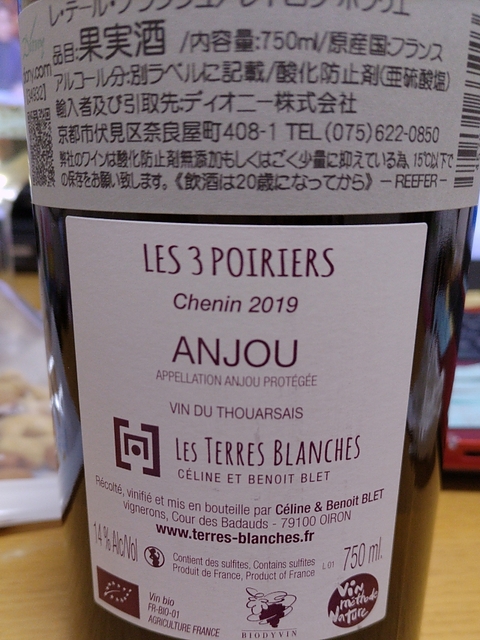 品目:果実酒 /内容量:750ml/原産国:フランス
アルコール分:別ラベルに記載/酸化防止剤(亜硫酸塩)
輸入者及び引取先:ディオニー株式会社
京都市伏見区奈良屋町408-1 TEL(075)622-0850
弊社のワインは酸化防止剤無添加もしくはごく少量に抑えている為、15℃以下で
の保存をお願い致します。《飲酒は20歳になってから》 ─ REEFER ─
LES 3 POIRIERS
Chenin 2019
ANJOU
APPELLATION ANJOU PROTÉGÉE
VIN DU THOUARSAIS
LES TERRES BLANCHES
CÉLINE ET BENOIT BLET
Récolté, vinifié et mis en bouteille par Céline & Benoit BLET
vignerons, Cour des Badauds - 79100 OIRON
www.terres-blanches.fr
14 % Alc/Vol
Contient des sulfites. Contains sulfites
Produit de France, Product of France
L 01
750 ml.
Vin bio
FR-BIO-01
AGRICULTURE FRANCE
BIODYVIN
Vin
méthode
Nature